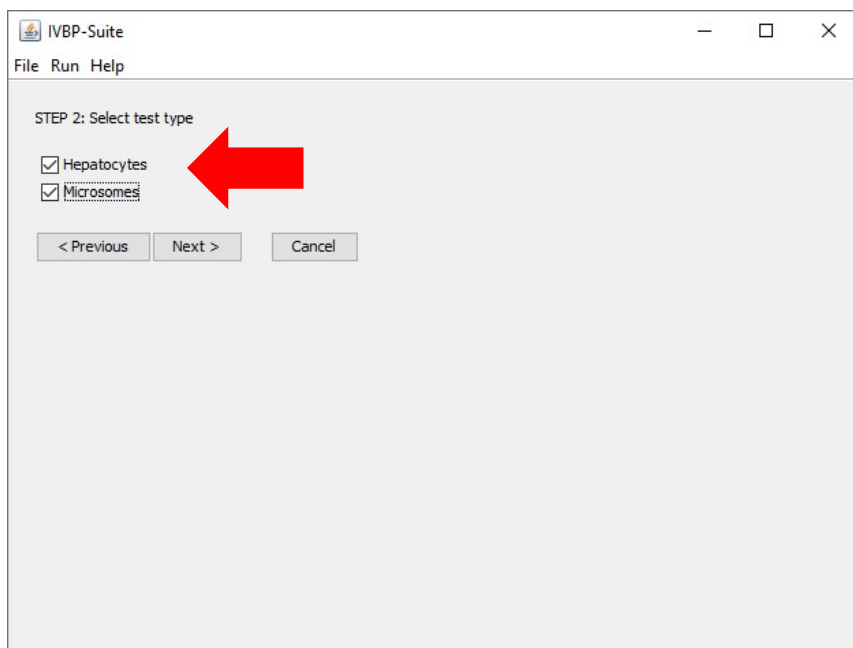 IVBP-Suite
File Run Help
STEP 2: Select test type
Hepatocytes
Microsomes
< Previous Next > Cancel